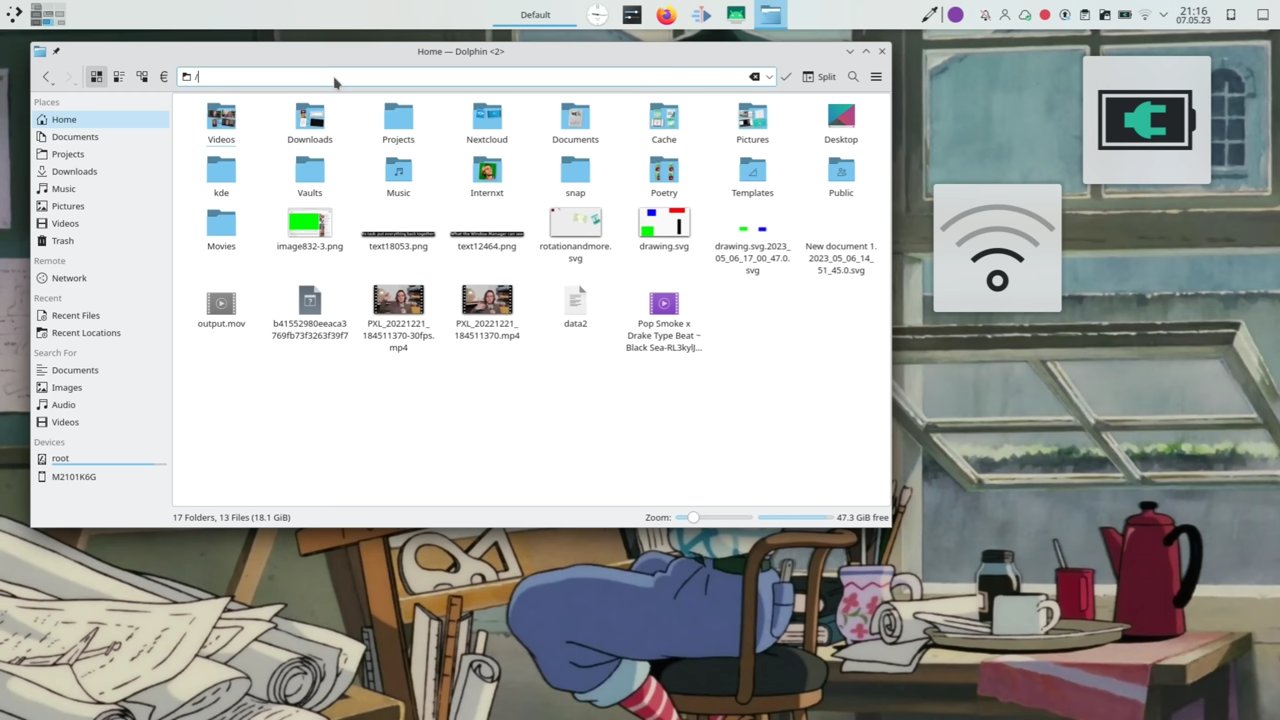 Default
21:16
07.05.23
Home — Dolphin <2>
/
Split
Places
Home
Documents
Projects
Downloads
Music
Pictures
Videos
Trash
Remote
Network
Recent
Recent Files
Recent Locations
Search For
Documents
Images
Audio
Videos
Devices
root
M2101K6G
Videos
Downloads
Projects
Nextcloud
Documents
Cache
Pictures
Desktop
kde
Vaults
Music
Internxt
snap
Poetry
Templates
Public
Movies
image832-3.png
text18053.png
text12464.png
rotationandmore.
svg
drawing.svg
drawing.svg.2023_
05_06_17_00_47.0.
svg
New document 1.
2023_05_06_14_
51_45.0.svg
output.mov
b41552980eeaca3
769fb73f3263f39f7
PXL_20221221_
184511370-30fps.
mp4
PXL_20221221_
184511370.mp4
data2
Pop Smoke x
Drake Type Beat ~
Black Sea-RL3kylJ...
17 Folders, 13 Files (18.1 GiB)
Zoom:
47.3 GiB free